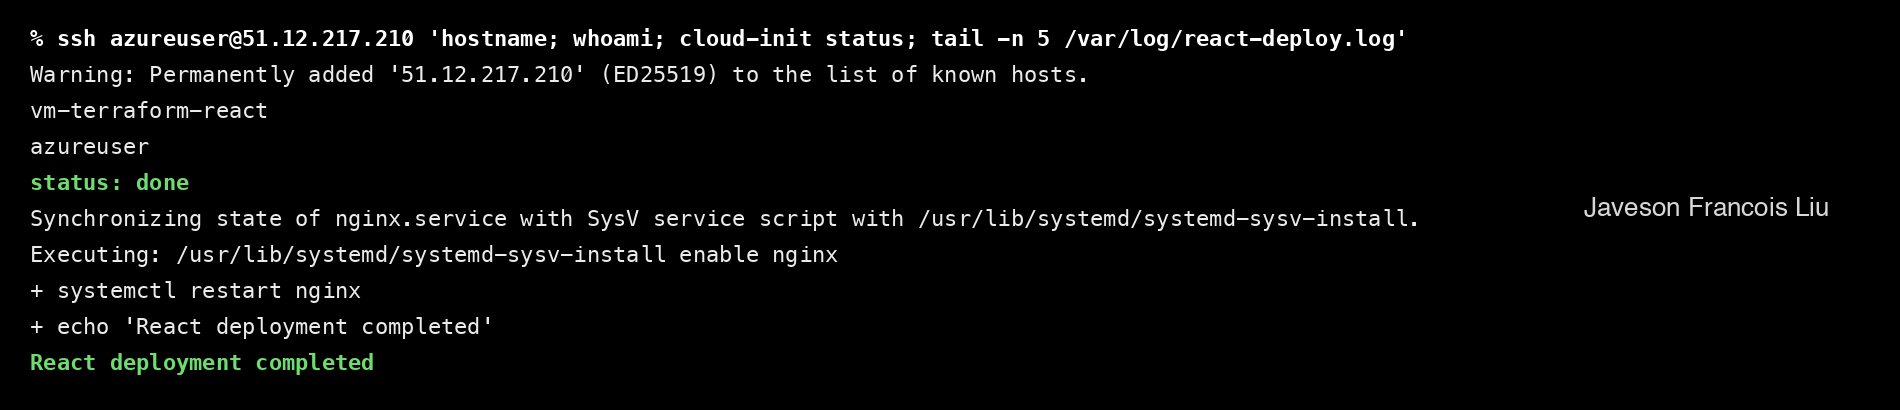 % ssh azureuser@51.12.217.210 'hostname; whoami; cloud-init status; tail -n 5 /var/log/react-deploy.log'
Warning: Permanently added '51.12.217.210' (ED25519) to the list of known hosts.
vm-terraform-react
azureuser
status: done
Synchronizing state of nginx.service with SysV service script with /usr/lib/systemd/systemd-sysv-install.
Javeson Francois Liu
Executing: /usr/lib/systemd/systemd-sysv-install enable nginx
+ systemctl restart nginx
+ echo 'React deployment completed'
React deployment completed